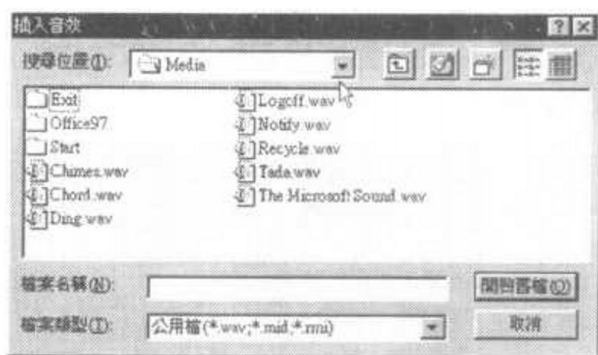 插入音效
搜尋位置(I): Media
Exit
Office97
Start
Chimes.wav
Chord.wav
Ding.wav
Logoff.wav
Notify.wav
Recycle.wav
Tada.wav
The Microsoft Sound.wav
檔案名稱(N): 開啟舊檔(O)
檔案類型(T): 公用檔(*.wav;*.mid;*.rmi) 取消